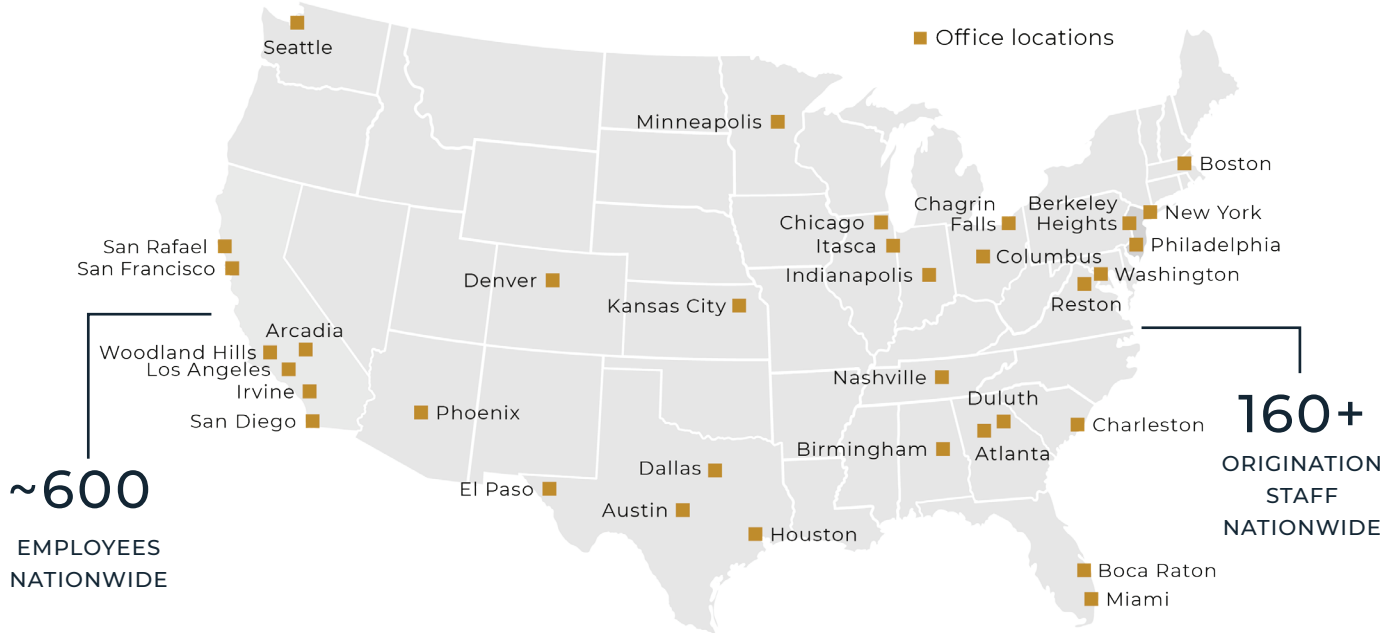 Office locations
Seattle
Minneapolis
Boston
Chagrin
Falls
Berkeley
Heights
New York
Chicago
Itasca
Philadelphia
San Rafael
San Francisco
Columbus
Indianapolis
Washington
Denver
Reston
Kansas City
Arcadia
Woodland Hills
Los Angeles
Irvine
San Diego
Phoenix
Nashville
Duluth
Charleston
Birmingham
Atlanta
Dallas
El Paso
Austin
Houston
Boca Raton
Miami
~600
EMPLOYEES
NATIONWIDE
160+
ORIGINATION
STAFF
NATIONWIDE